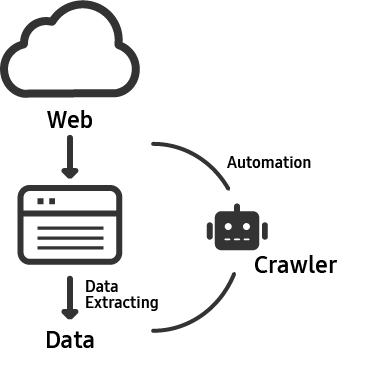 Web
Automation
Crawler
Data
Extracting
Data